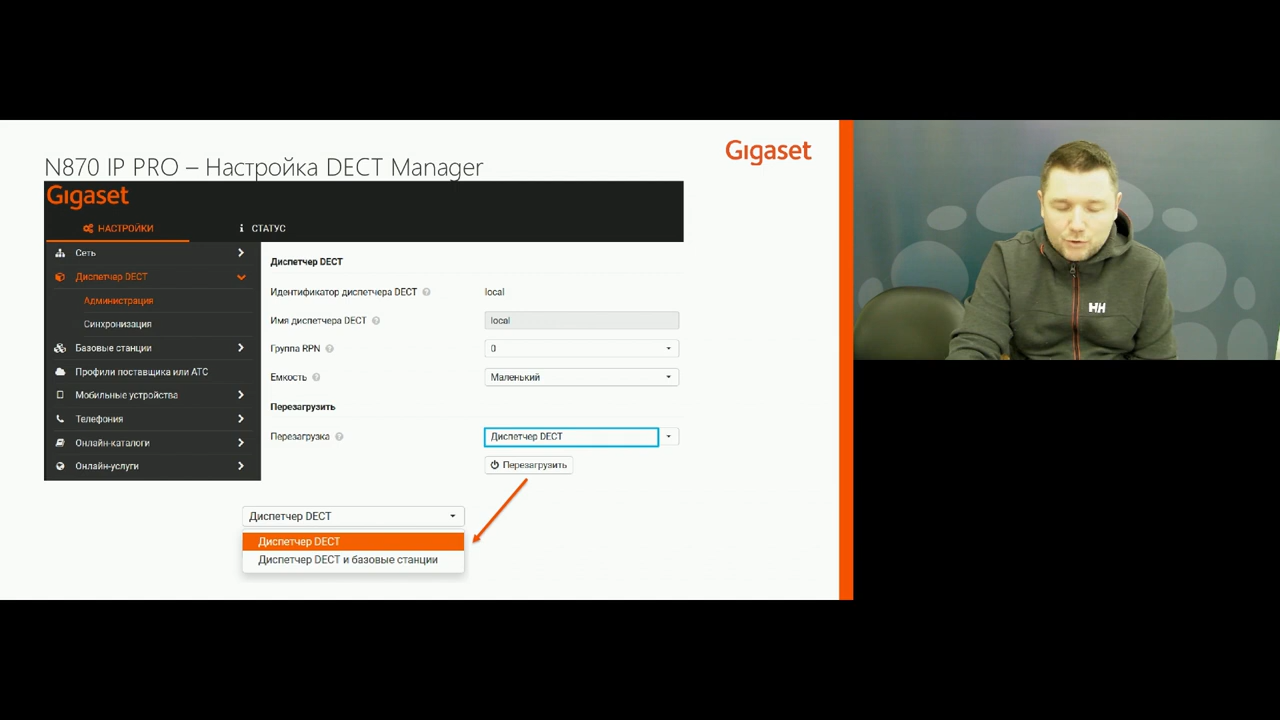 N870 IP PRO – Настройка DECT Manager
Gigaset
Gigaset
НАСТРОЙКИ
СТАТУС
Сеть
Диспетчер DECT
Администрация
Синхронизация
Базовые станции
Профили поставщика или АТС
Мобильные устройства
Телефония
Онлайн-каталоги
Онлайн-услуги
Диспетчер DECT
Идентификатор диспетчера DECT local
Имя диспетчера DECT local
Группа RPN 0
Емкость Маленький
Перезагрузить
Перезагрузка Диспетчер DECT
Перезагрузить
Диспетчер DECT
Диспетчер DECT
Диспетчер DECT и базовые станции
HH